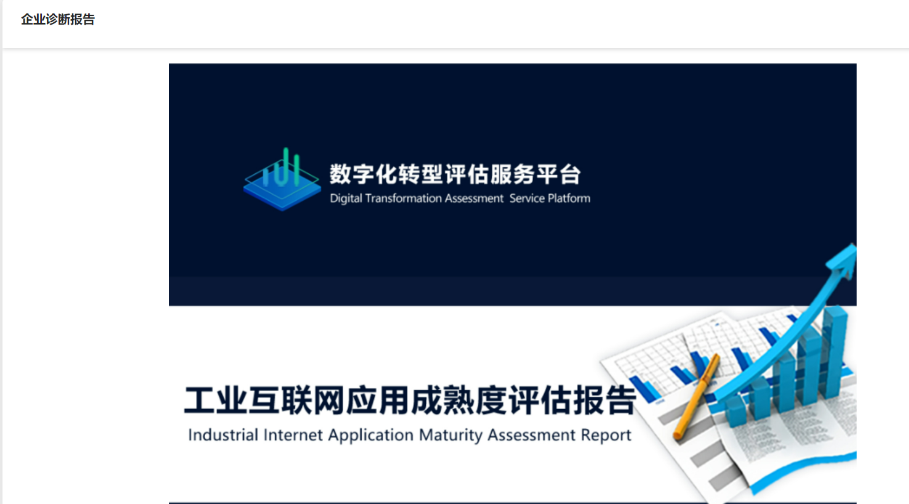 企业诊断报告
数字化转型评估服务平台
Digital Transformation Assessment Service Platform
工业互联网应用成熟度评估报告
Industrial Internet Application Maturity Assessment Report